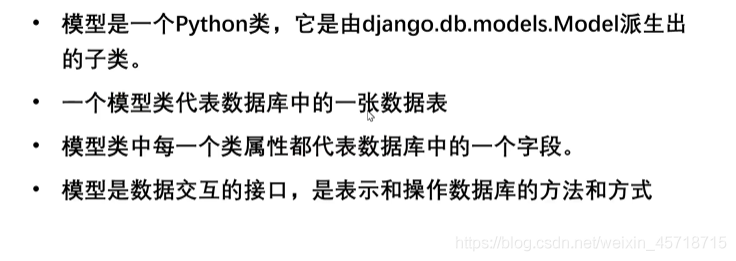 • 模型是一个Python类，它是由django.db.models.Model派生出
的子类。
• 一个模型类代表数据库中的一张数据表
• 模型类中每一个类属性都代表数据库中的一个字段。
• 模型是数据交互的接口，是表示和操作数据库的方法和方式
https://blog.csdn.net/weixin_45718715